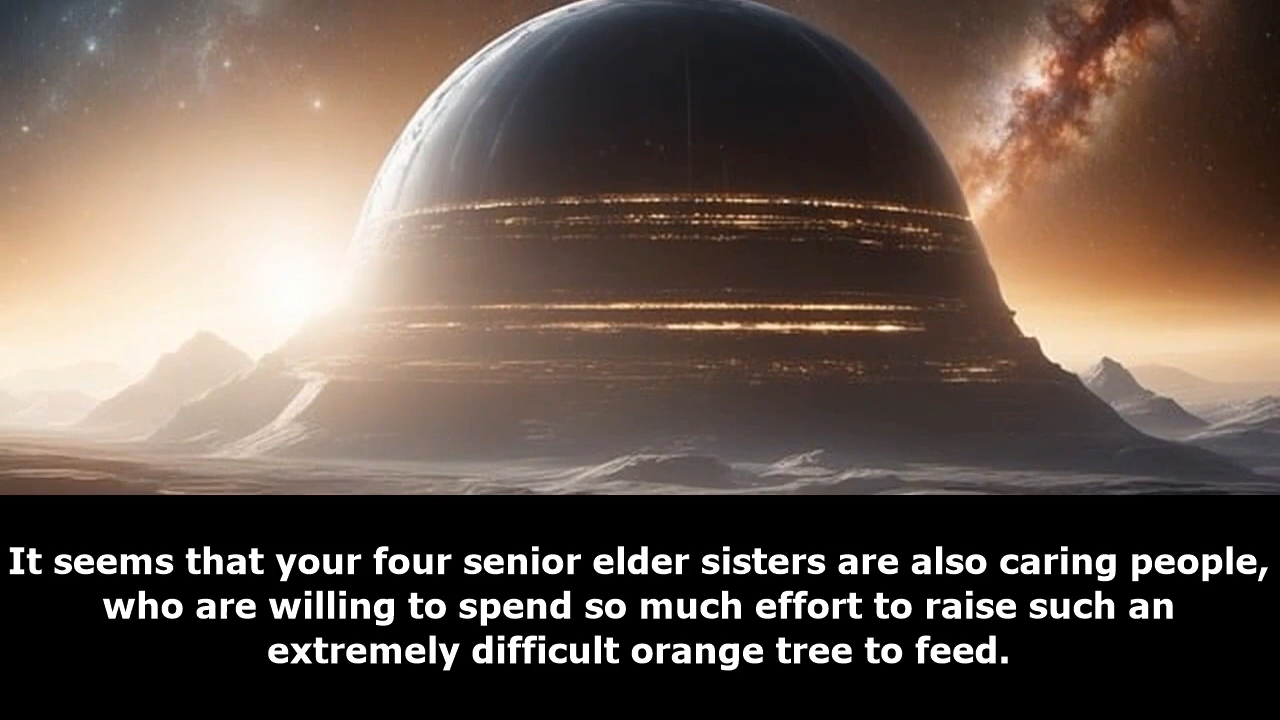 It seems that your four senior elder sisters are also caring people,
who are willing to spend so much effort to raise such an
extremely difficult orange tree to feed.